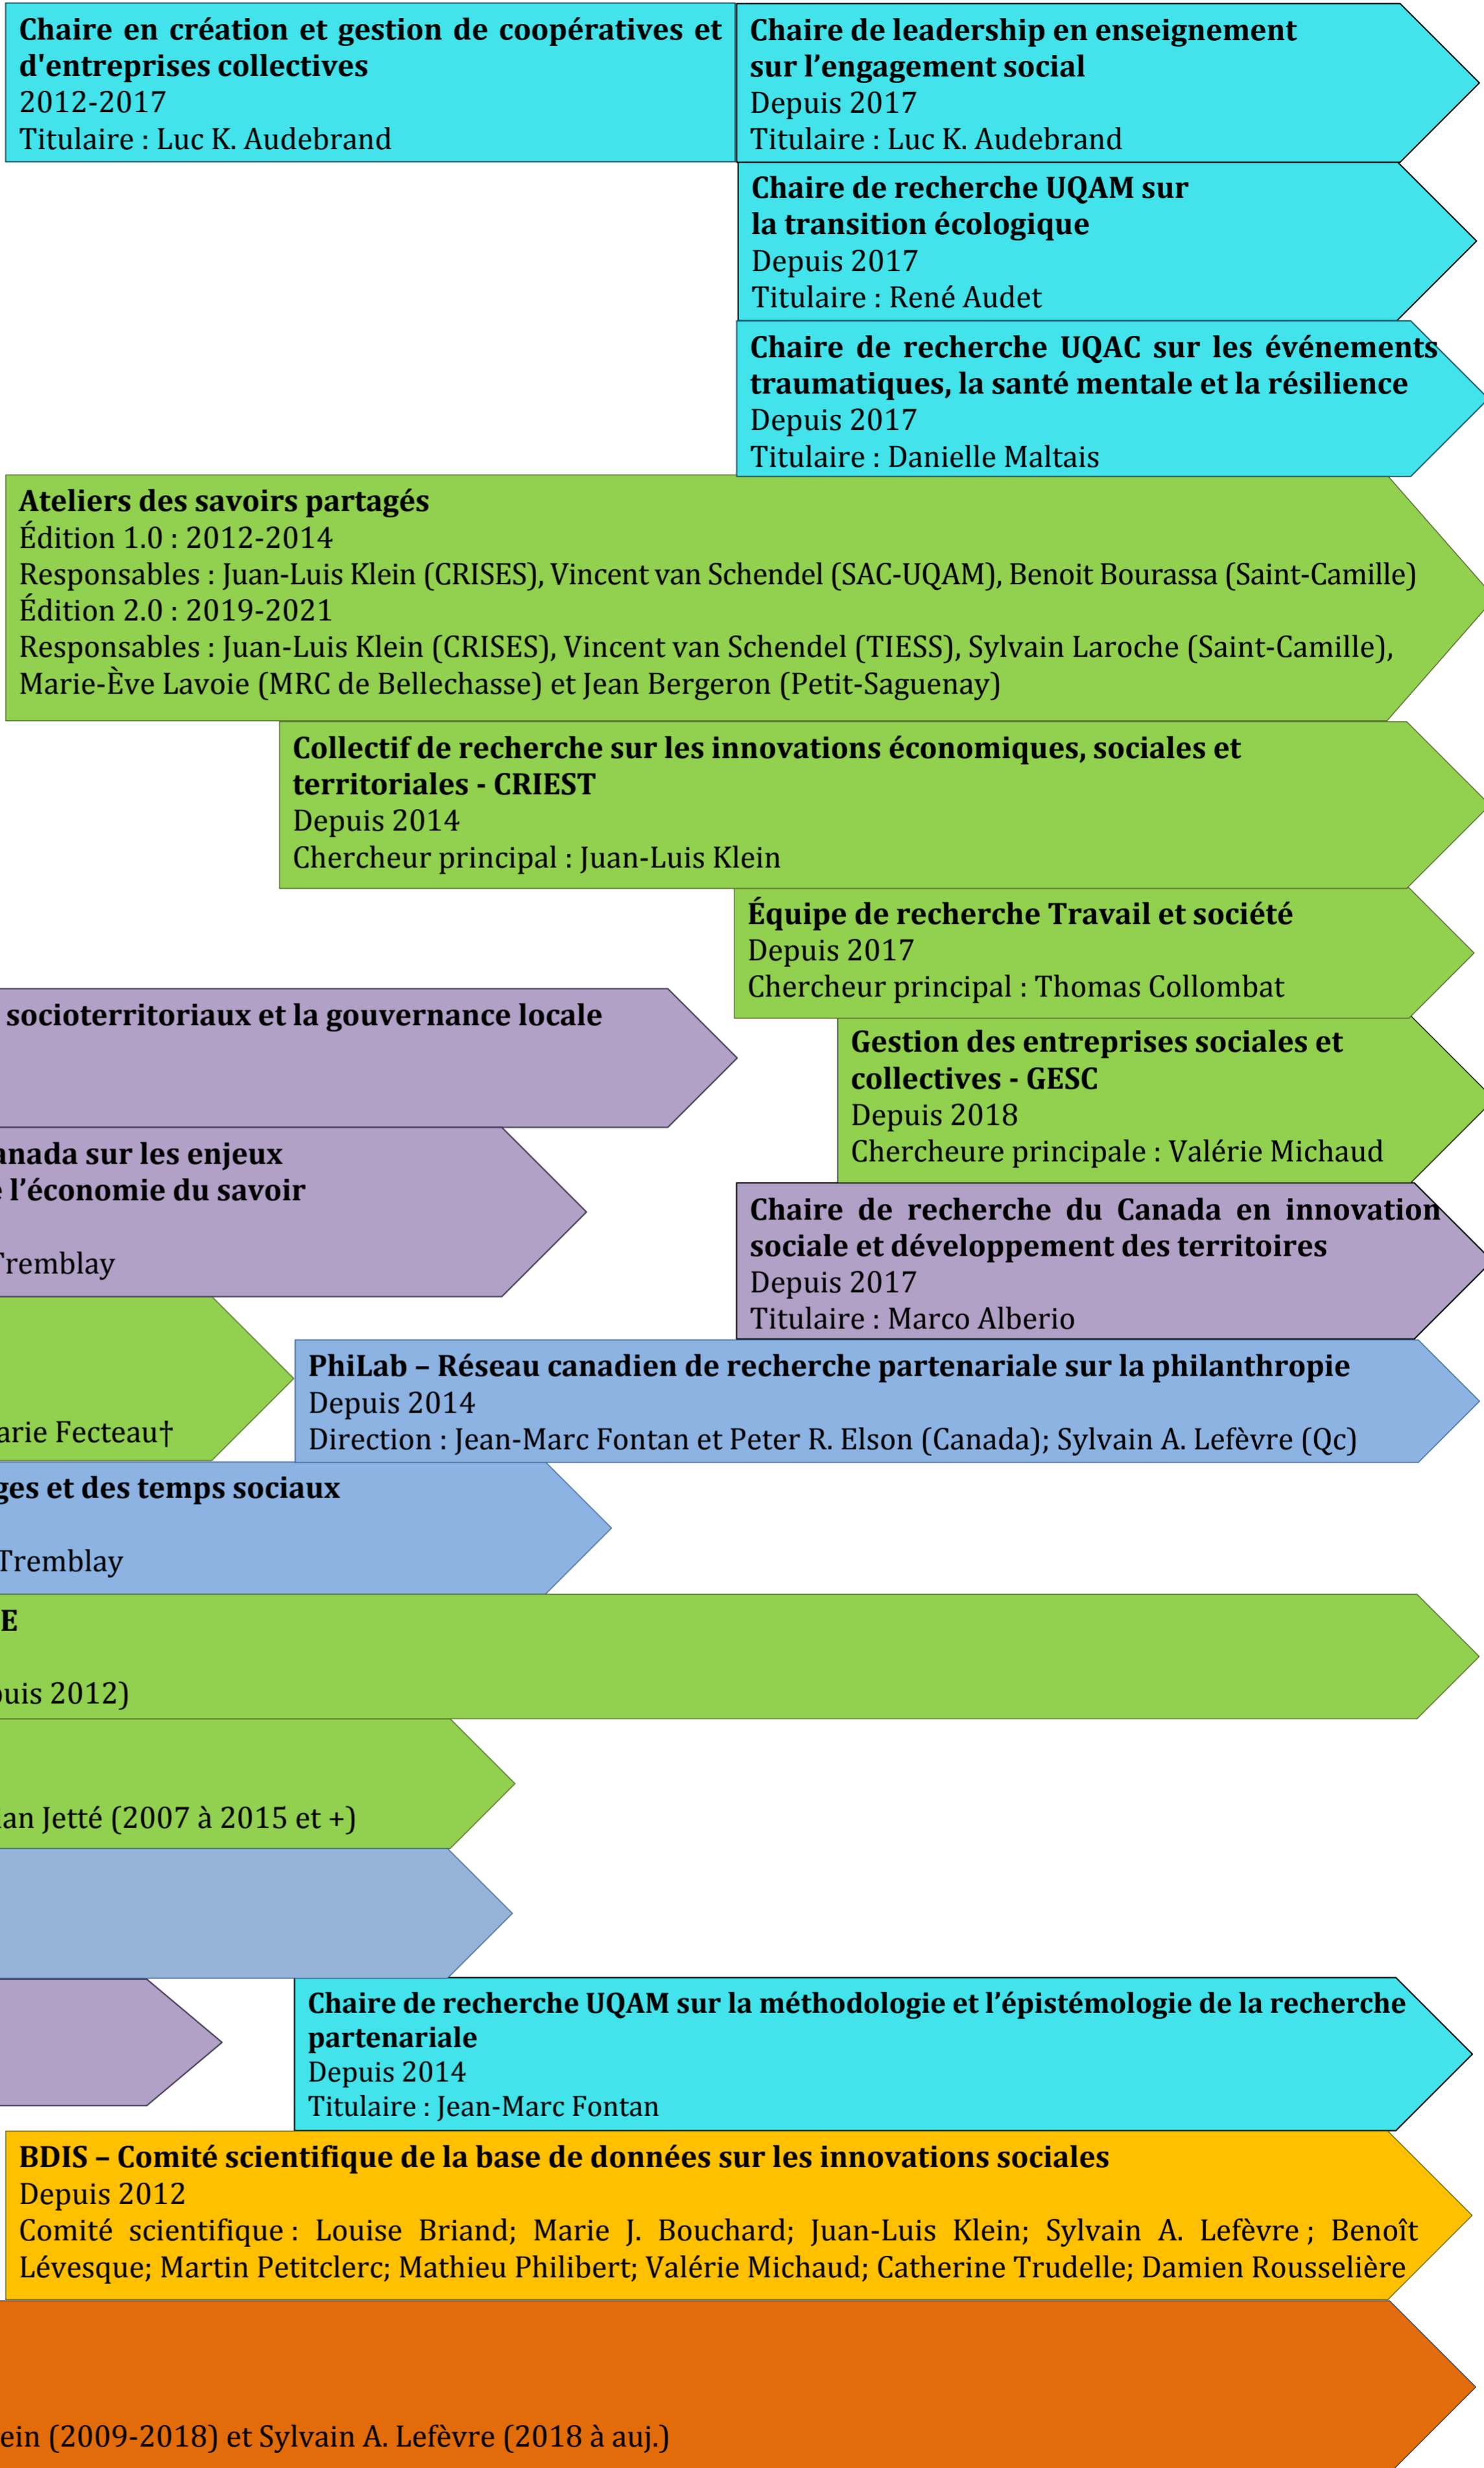 Chaire en création et gestion de coopératives et
d'entreprises collectives
2012-2017
Titulaire : Luc K. Audebrand
Chaire de leadership en enseignement
sur l’engagement social
Depuis 2017
Titulaire : Luc K. Audebrand
Chaire de recherche UQAM sur
la transition écologique
Depuis 2017
Titulaire : René Audet
Chaire de recherche UQAC sur les événements
traumatiques, la santé mentale et la résilience
Depuis 2017
Titulaire : Danielle Maltais
Ateliers des savoirs partagés
Édition 1.0 : 2012-2014
Responsables : Juan-Luis Klein (CRISES), Vincent van Schendel (SAC-UQAM), Benoit Bourassa (Saint-Camille)
Édition 2.0 : 2019-2021
Responsables : Juan-Luis Klein (CRISES), Vincent van Schendel (TIESS), Sylvain Laroche (Saint-Camille),
Marie-Ève Lavoie (MRC de Bellechasse) et Jean Bergeron (Petit-Saguenay)
Collectif de recherche sur les innovations économiques, sociales et
territoriales - CRIEST
Depuis 2014
Chercheur principal : Juan-Luis Klein
Équipe de recherche Travail et société
Depuis 2017
Chercheur principal : Thomas Collombat
socioterritoriaux et la gouvernance locale
Gestion des entreprises sociales et
collectives - GESC
Depuis 2018
Chercheure principale : Valérie Michaud
anada sur les enjeux
e l’économie du savoir
Tremblay
Chaire de recherche du Canada en innovation
sociale et développement des territoires
Depuis 2017
Titulaire : Marco Alberio
arie Fecteau†
PhiLab – Réseau canadien de recherche partenariale sur la philanthropie
Depuis 2014
Direction : Jean-Marc Fontan et Peter R. Elson (Canada); Sylvain A. Lefèvre (Qc)
ges et des temps sociaux
Tremblay
E
puis 2012)
ian Jetté (2007 à 2015 et +)
Chaire de recherche UQAM sur la méthodologie et l’épistémologie de la recherche
partenariale
Depuis 2014
Titulaire : Jean-Marc Fontan
BDIS – Comité scientifique de la base de données sur les innovations sociales
Depuis 2012
Comité scientifique : Louise Briand; Marie J. Bouchard; Juan-Luis Klein; Sylvain A. Lefèvre ; Benoît
Lévesque; Martin Petitclerc; Mathieu Philibert; Valérie Michaud; Catherine Trudelle; Damien Rousselière
ein (2009-2018) et Sylvain A. Lefèvre (2018 à auj.)